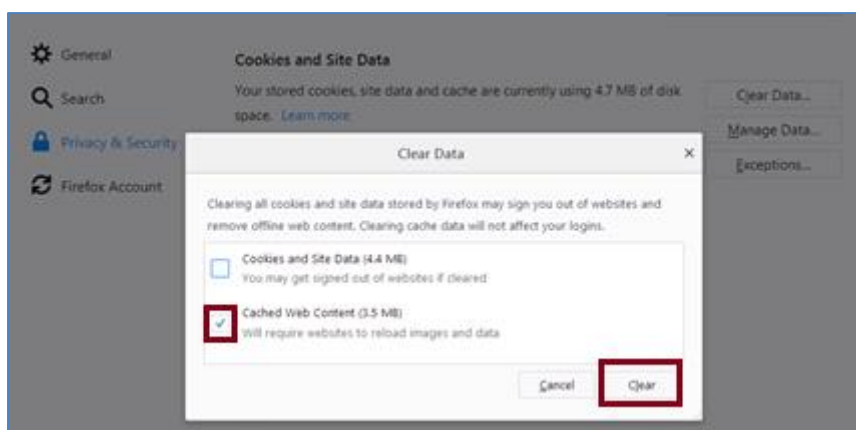 General
Search
Privacy & Security
Firefox Account
Cookies and Site Data
Your stored cookies, site data and cache are currently using 4.7 MB of disk
space. Learn more
Clear Data...
Manage Data...
Exceptions...
Clear Data
Clearing all cookies and site data stored by Firefox may sign you out of websites and
remove offline web content. Clearing cache data will not affect your logins.
Cookies and Site Data (4.4 MB)
You may get signed out of websites if cleared
Cached Web Content (3.5 MB)
Will require websites to reload images and data
Cancel
Clear